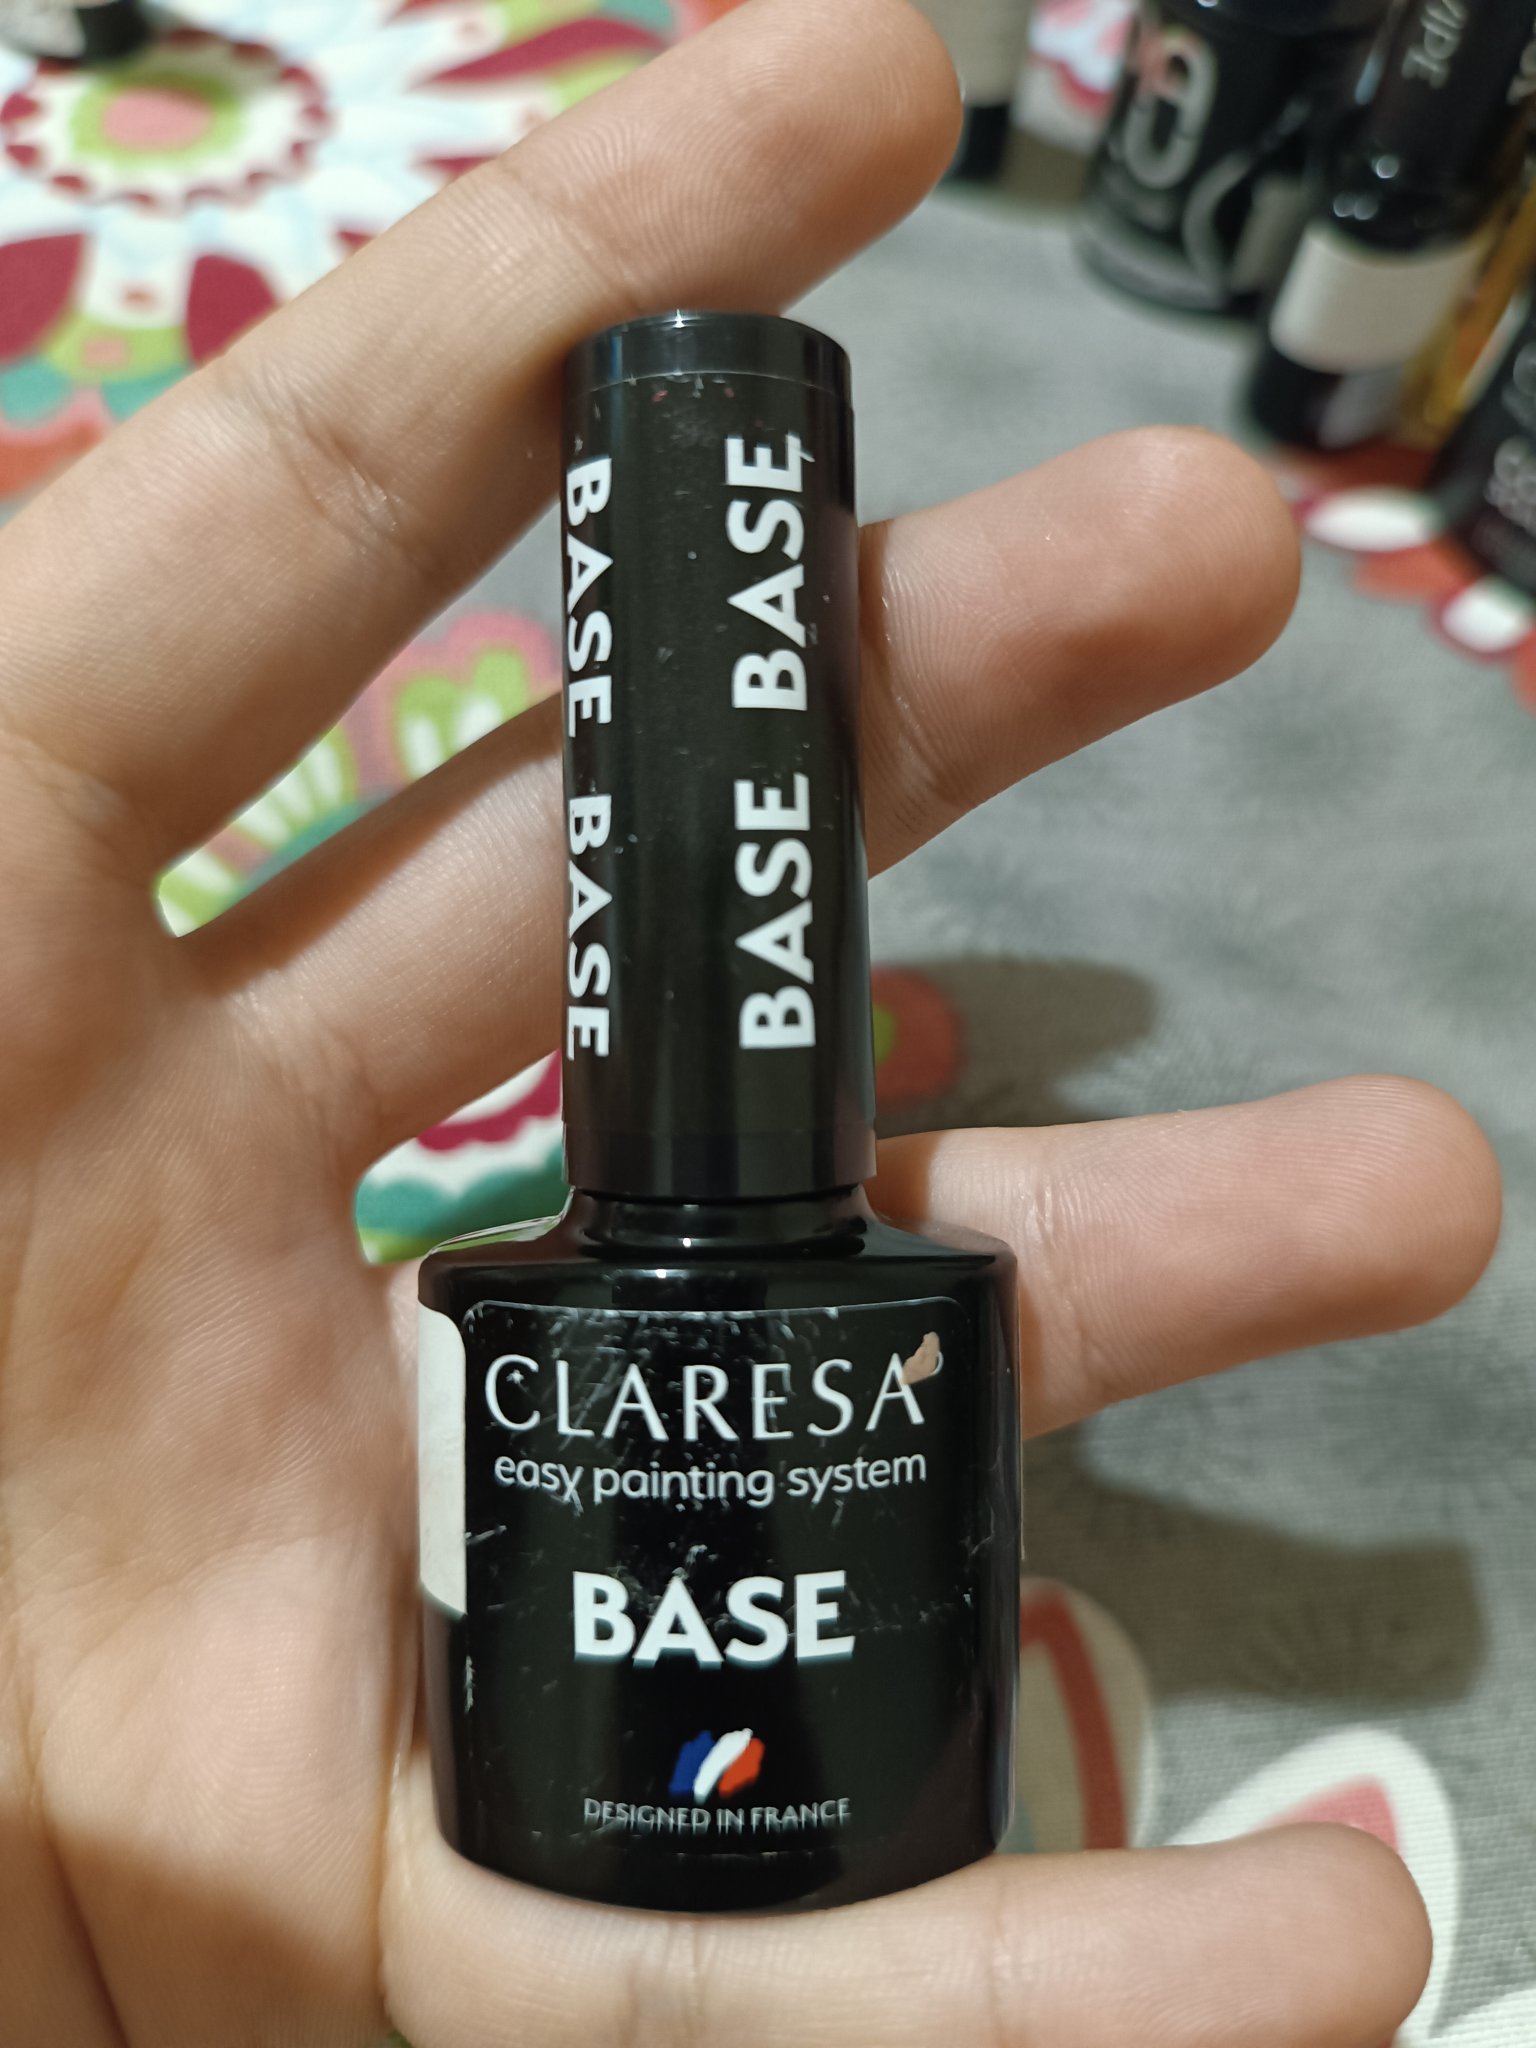 BASE BASE
BASE BASE
CLARESA
easy painting system
BASE
DESIGNED IN FRANCE